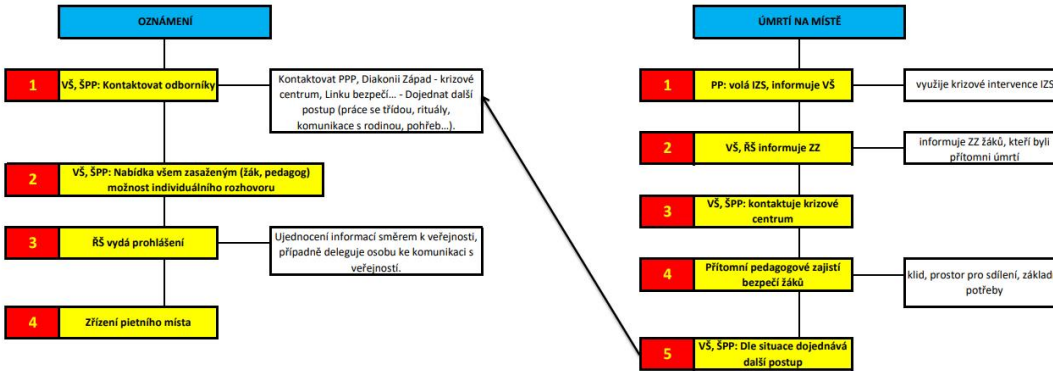 OZNÁMENÍ
1
VŠ, ŠPP: Kontaktovat odborníky
Kontaktovat PPP, Diakonii Západ - krizové
centrum, Linku bezpečí... - Dojednat další
postup (práce se třídou, rituály,
komunikace s rodinou, pohřeb...).
2
VŠ, ŠPP: Nabídka všem zasaženým (žák, pedagog)
možnost individuálního rozhovoru
3
ŘŠ vydá prohlášení
Ujednocení informací směrem k veřejnosti,
případně deleguje osobu ke komunikaci s
veřejností.
4
Zřízení pietního místa
ÚMRTÍ NA MÍSTĚ
1
PP: volá IZS, informuje VŠ
využije krizové intervence IZS
2
VŠ, ŘŠ informuje ZZ
informuje ZZ žáků, kteří byli
přítomni úmrtí
3
VŠ, ŠPP: kontaktuje krizové
centrum
4
Přítomní pedagogové zajistí
bezpečí žáků
klid, prostor pro sdílení, základ
potřeby
5
VŠ, ŠPP: Dle situace dojednává
další postup